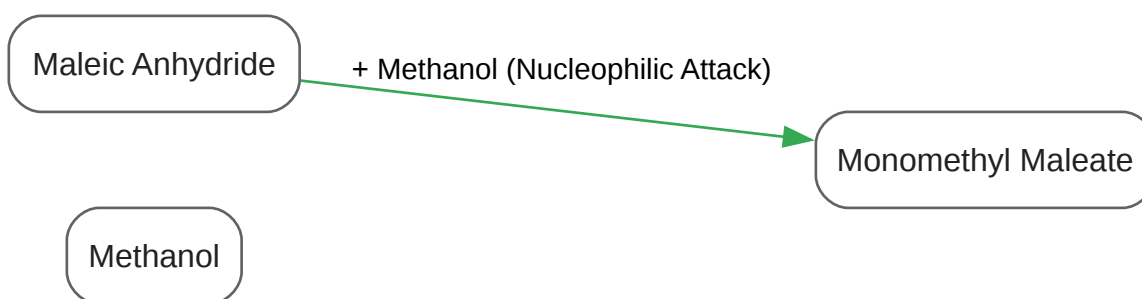 Maleic Anhydride
+ Methanol (Nucleophilic Attack)
Monomethyl Maleate
Methanol